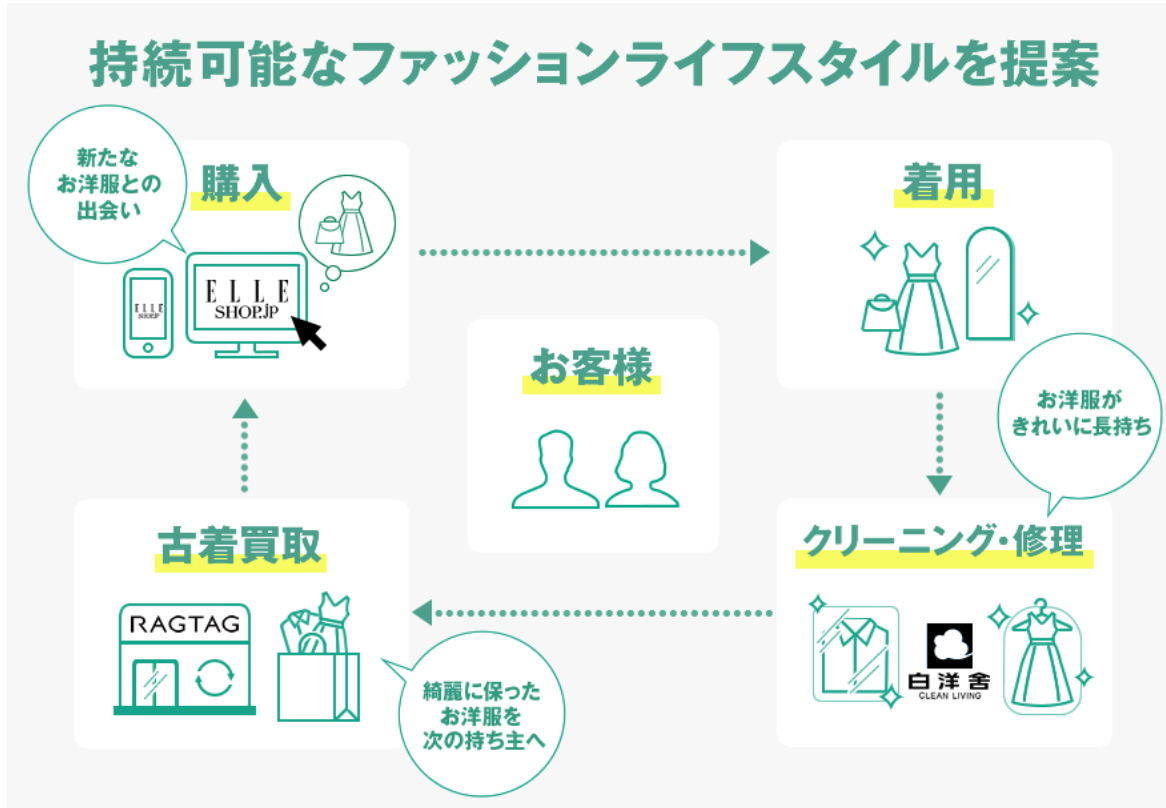 持続可能なファッションライフスタイルを提案
新たな
お洋服との
出会い
購入
ELLE
SHOP.jp
ELLE
SHOP.jp
着用
お客様
お洋服が
きれいに長持ち
クリーニング・修理
白洋舍
CLEAN LIVING
古着買取
RAGTAG
綺麗に保った
お洋服を
次の持ち主へ